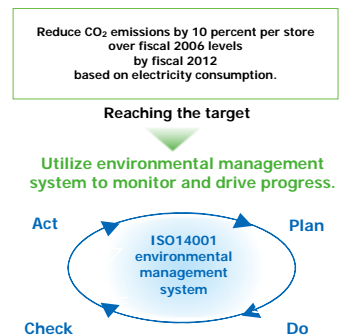 Reduce CO₂ emissions by 10 percent per store
over fiscal 2006 levels
by fiscal 2012
based on electricity consumption.
Reaching the target
Utilize environmental management
system to monitor and drive progress.
Act
Plan
ISO14001
environmental
management
system
Check
Do